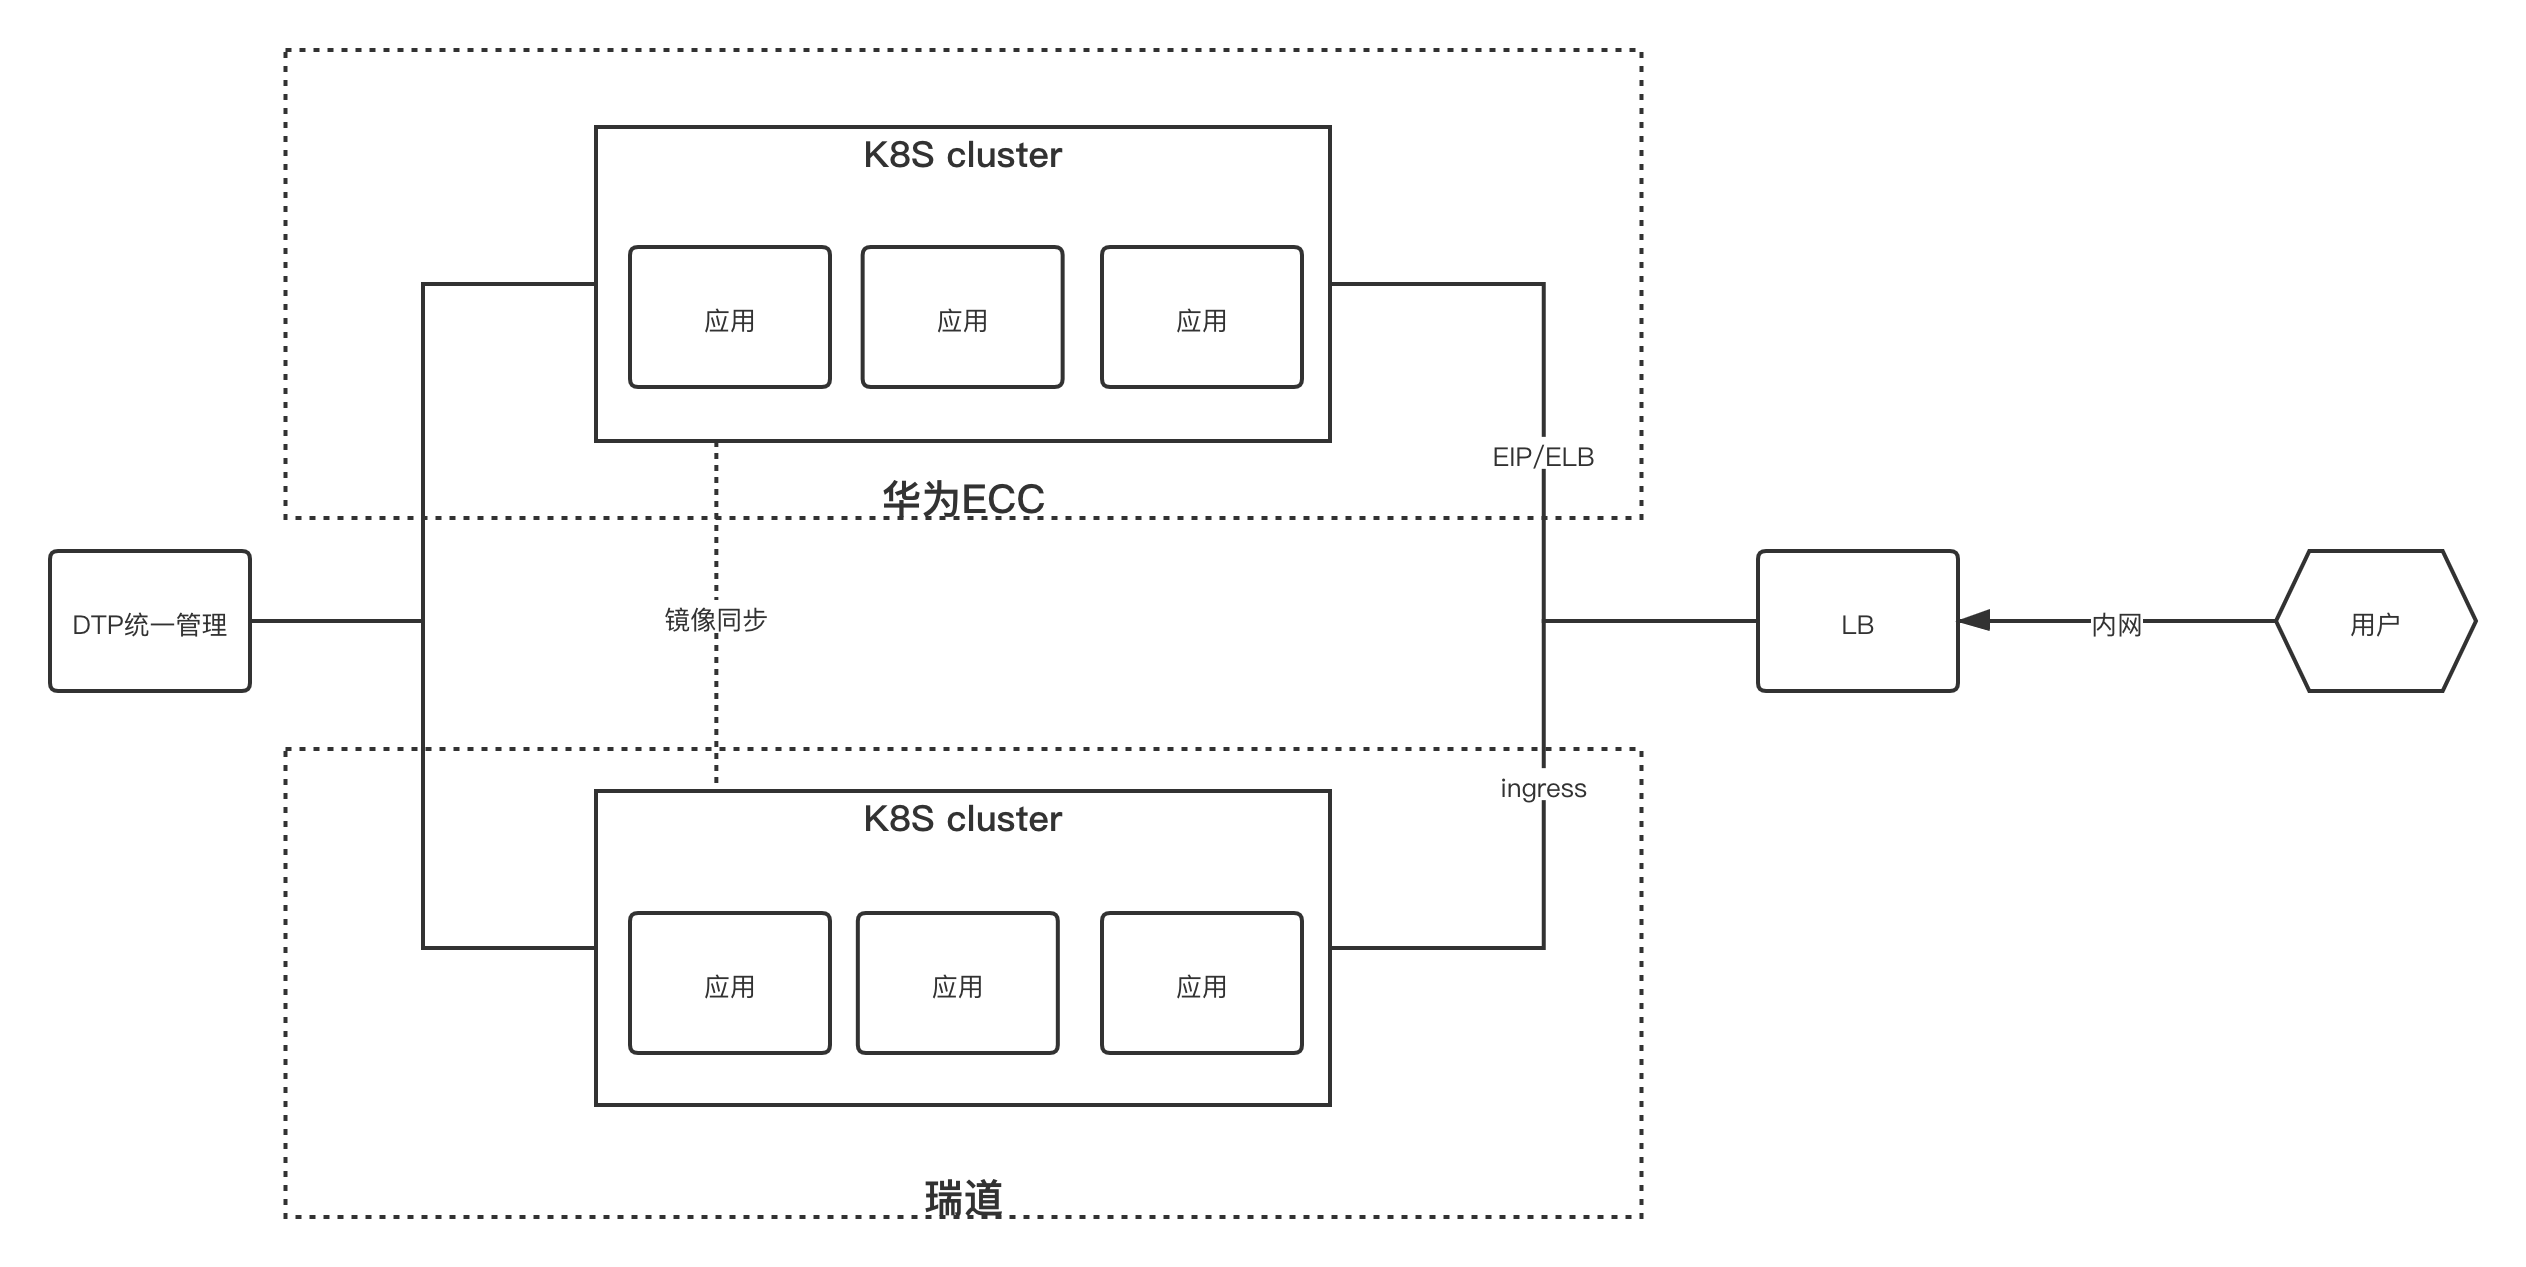 K8S cluster
应用
应用
应用
EIP/ELB
华为ECC
DTP统一管理
镜像同步
LB
内网
用户
ingress
K8S cluster
应用
应用
应用
瑞道